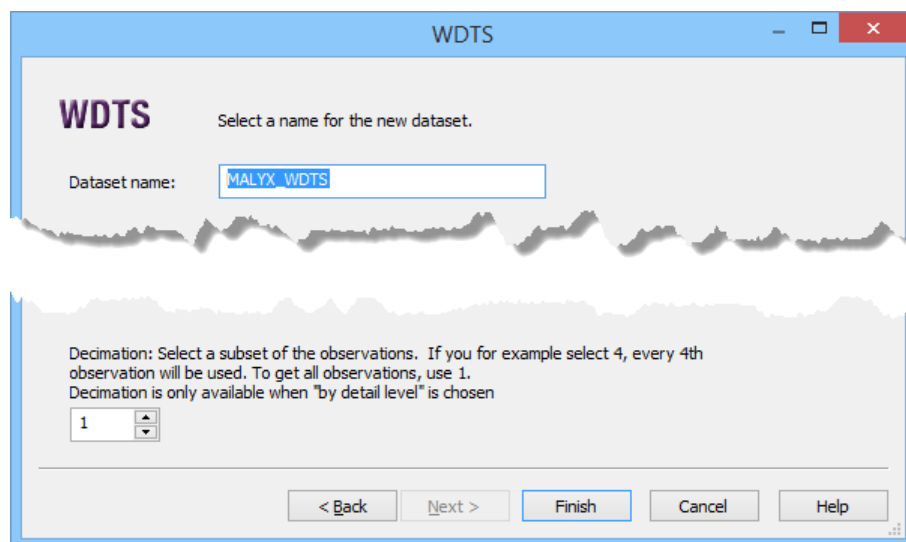 WDTS
WDTS Select a name for the new dataset.
Dataset name: MALYX_WDTS
Decimation: Select a subset of the observations.  If you for example select 4, every 4th
observation will be used. To get all observations, use 1.
Decimation is only available when "by detail level" is chosen
1
< Back Next > Finish Cancel Help